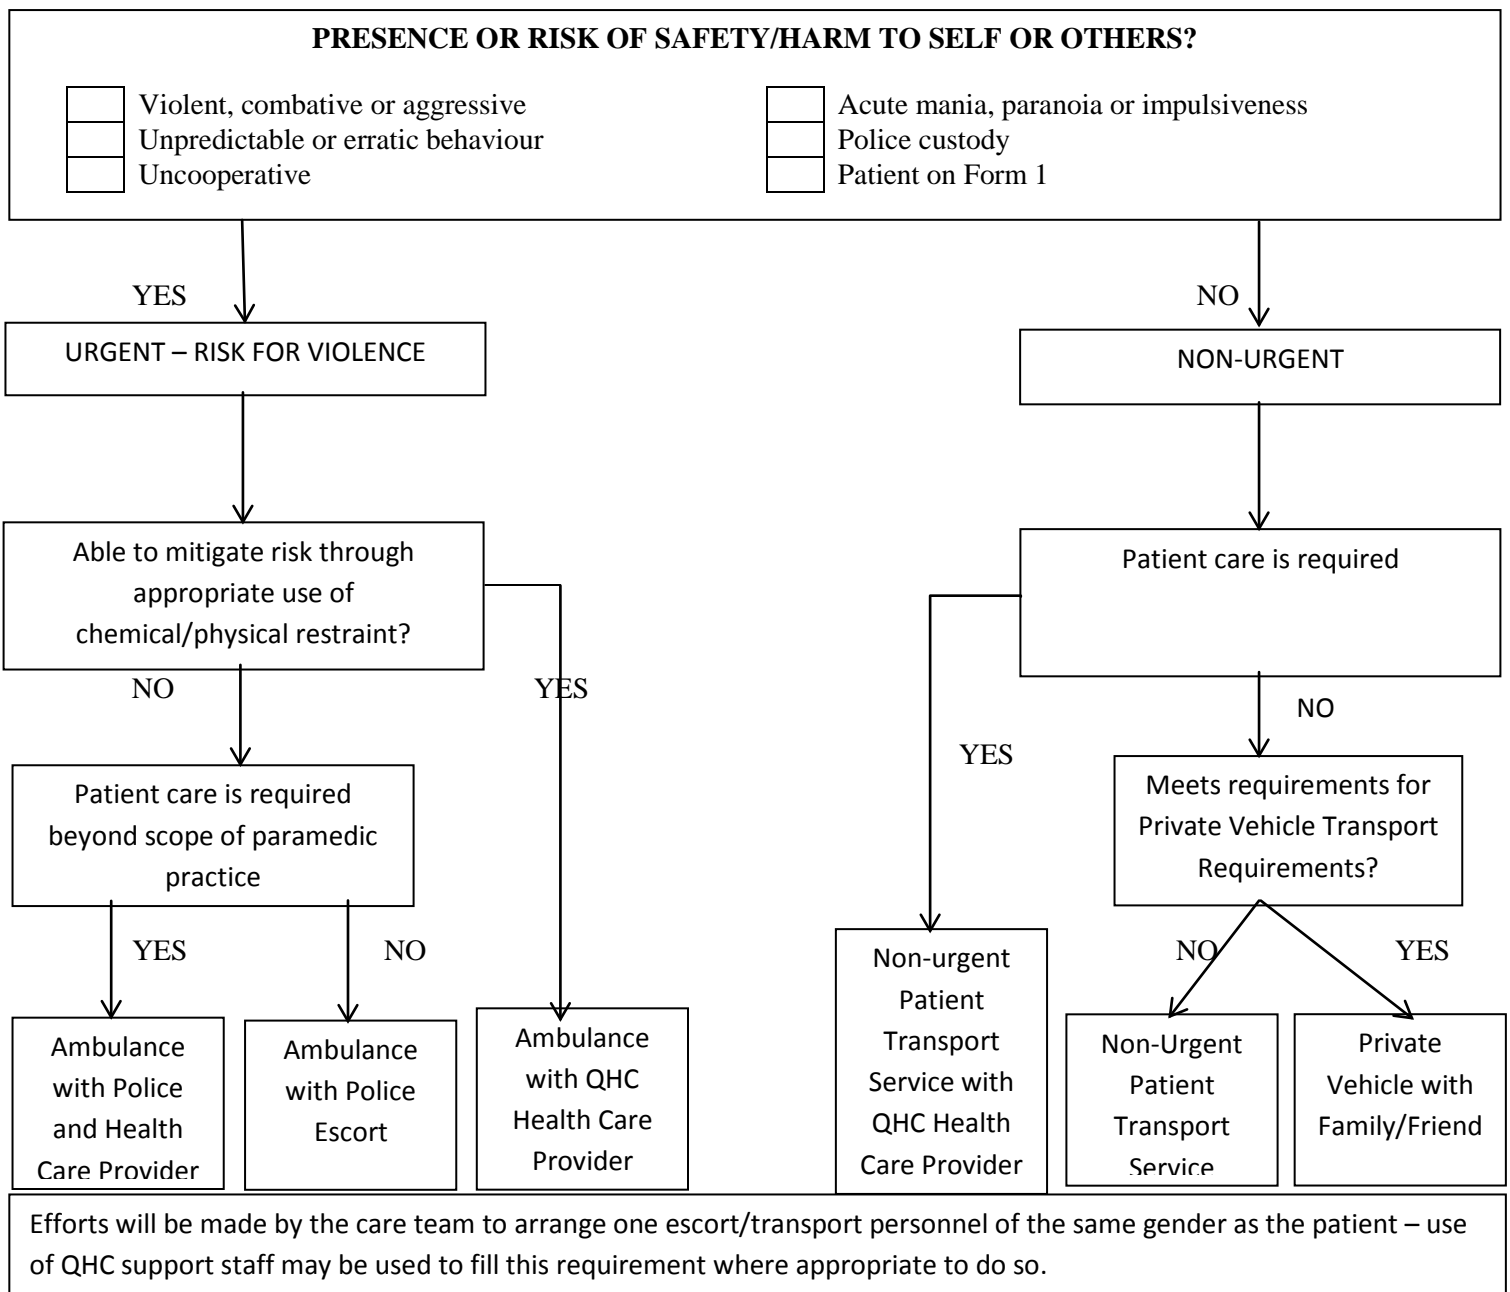 PRESENCE OR RISK OF SAFETY/HARM TO SELF OR OTHERS?
Violent, combative or aggressive
Unpredictable or erratic behaviour
Uncooperative
Acute mania, paranoia or impulsiveness
Police custody
Patient on Form 1
YES
NO
URGENT – RISK FOR VIOLENCE
NON-URGENT
Able to mitigate risk through
appropriate use of
chemical/physical restraint?
Patient care is required
NO
YES
YES
NO
Patient care is required
beyond scope of paramedic
practice
Meets requirements for
Private Vehicle Transport
Requirements?
YES
NO
NO
YES
Ambulance
with Police
and Health
Care Provider
Ambulance
with Police
Escort
Ambulance
with QHC
Health Care
Provider
Non-urgent
Patient
Transport
Service with
QHC Health
Care Provider
Non-Urgent
Patient
Transport
Service
Private
Vehicle with
Family/Friend
Efforts will be made by the care team to arrange one escort/transport personnel of the same gender as the patient – use
of QHC support staff may be used to fill this requirement where appropriate to do so.